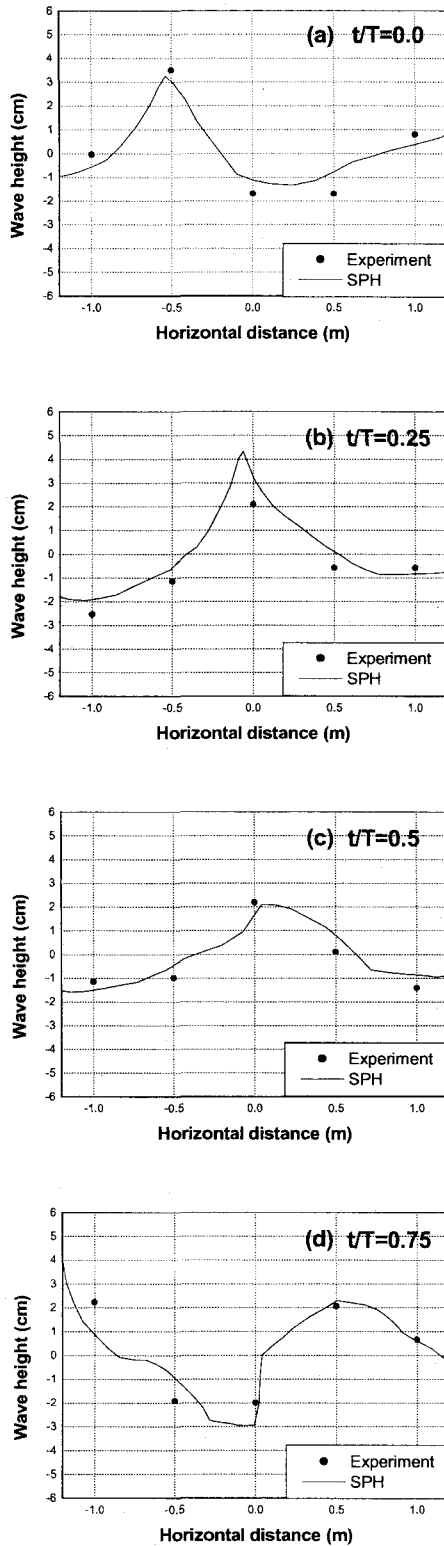 (a) t/T=0.0
6
5
4
3
2
1
0
-1
-2
-3
-4
-5
-6
Wave height (cm)
Experiment
SPH
-1.0 -0.5 0.0 0.5 1.0
Horizontal distance (m)
(b) t/T=0.25
6
5
4
3
2
1
0
-1
-2
-3
-4
-5
-6
Wave height (cm)
Experiment
SPH
-1.0 -0.5 0.0 0.5 1.0
Horizontal distance (m)
(c) t/T=0.5
6
5
4
3
2
1
0
-1
-2
-3
-4
-5
-6
Wave height (cm)
Experiment
SPH
-1.0 -0.5 0.0 0.5 1.0
Horizontal distance (m)
(d) t/T=0.75
6
5
4
3
2
1
0
-1
-2
-3
-4
-5
-6
Wave height (cm)
Experiment
SPH
-1.0 -0.5 0.0 0.5 1.0
Horizontal distance (m)